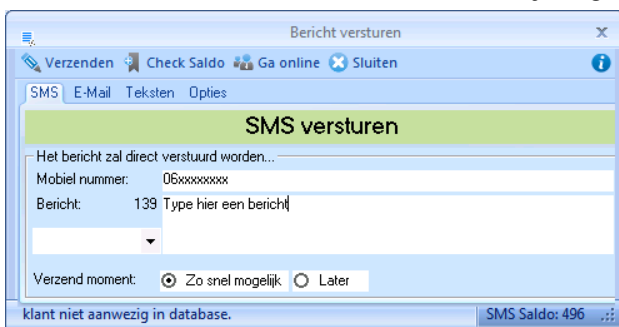 Bericht versturen x
Verzenden Check Saldo Ga online Sluiten
SMS E-Mail Teksten Opties
SMS versturen
Het bericht zal direct verstuurd worden...
Mobiel nummer: 06xxxxxxxx
Bericht: 139 Type hier een bericht
Verzend moment: Zo snel mogelijk Later
klant niet aanwezig in database. SMS Saldo: 496